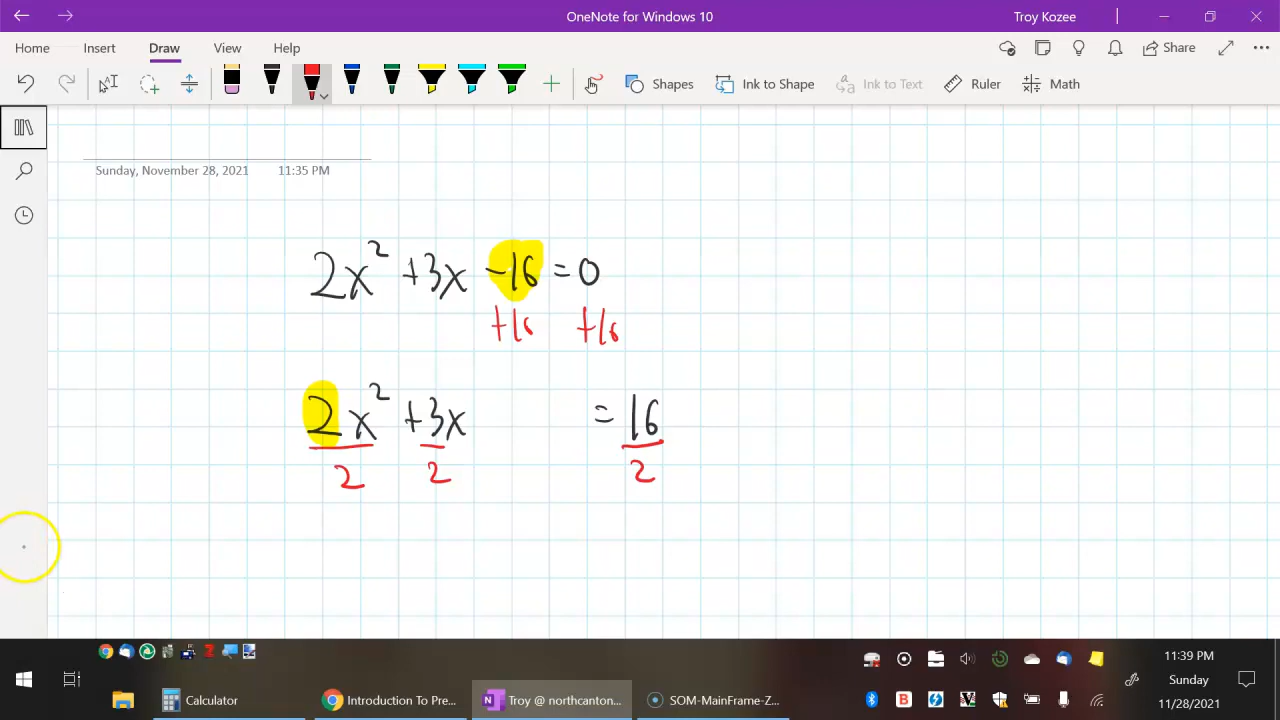 OneNote for Windows 10
Troy Kozee
Home Insert Draw View Help
Share
Shapes Ink to Shape Ink to Text Ruler Math
Sunday, November 28, 2021 11:35 PM
2x² +3x -16 = 0
+16 +16
2x² +3x = 16
2 2 2
11:39 PM
Sunday
11/28/2021
Calculator Introduction To Pre... Troy @ northcanton... SOM-MainFrame-Z...